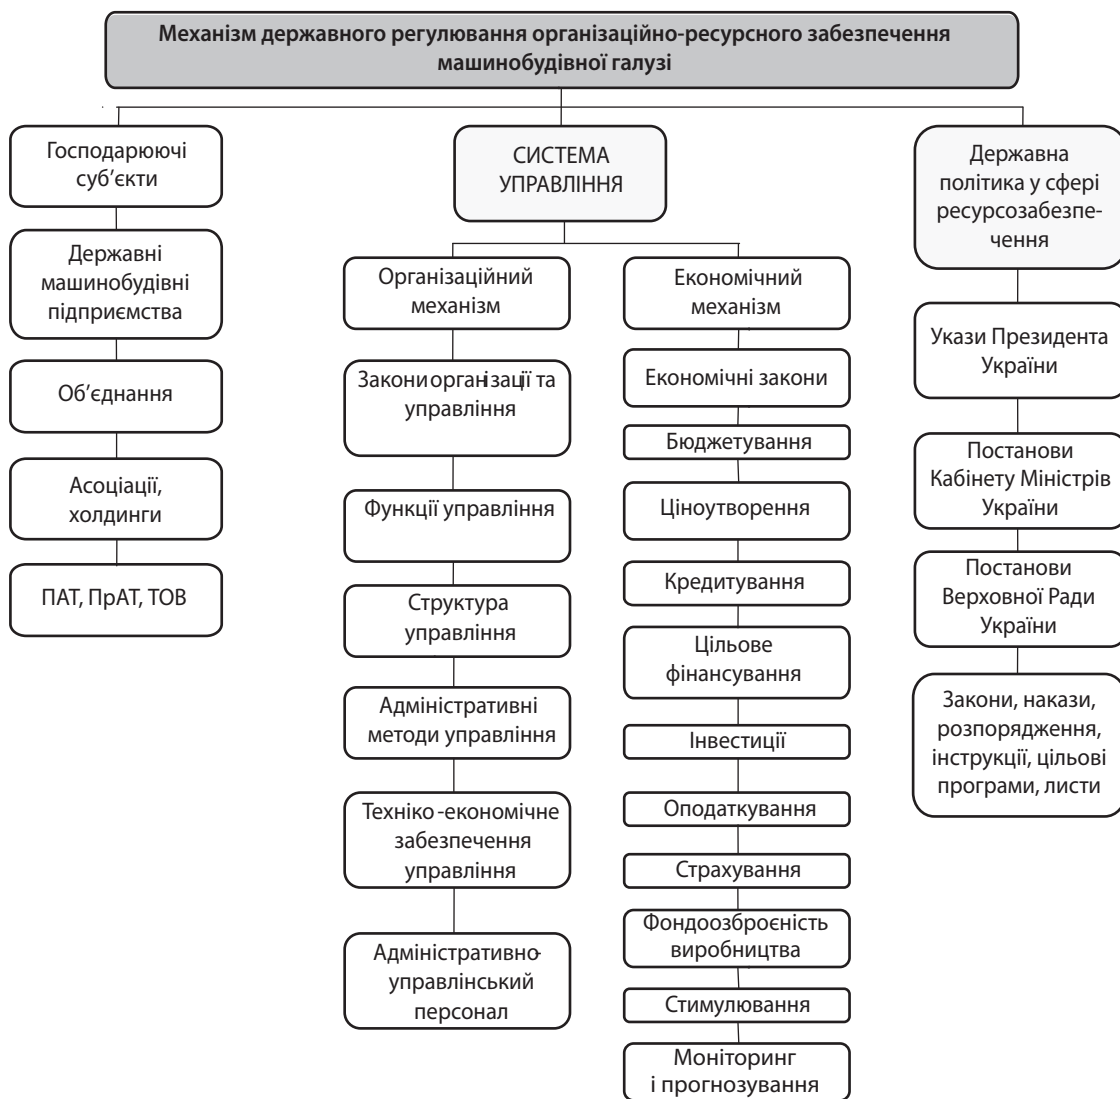 Механізм державного регулювання організаційно-ресурсного забезпечення
машинобудівної галузі
Господарюючі
суб’єкти
Державні
машинобудівні
підприємства
Об’єднання
Асоціації,
холдинги
ПАТ, ПрАТ, ТОВ
СИСТЕМА
УПРАВЛІННЯ
Організаційний
механізм
Закони організації та
управління
Функції управління
Структура
управління
Адміністративні
методи управління
Техніко-економічне
забезпечення
управління
Адміністративно-
управлінський
персонал
Економічний
механізм
Економічні закони
Бюджетування
Ціноутворення
Кредитування
Цільове
фінансування
Інвестиції
Оподаткування
Страхування
Фондоозброєність
виробництва
Стимулювання
Моніторинг
і прогнозування
Державна
політика у сфері
ресурсозабезпе-
чення
Укази Президента
України
Постанови
Кабінету Міністрів
України
Постанови
Верховної Ради
України
Закони, накази,
розпорядження,
інструкції, цільові
програми, листи